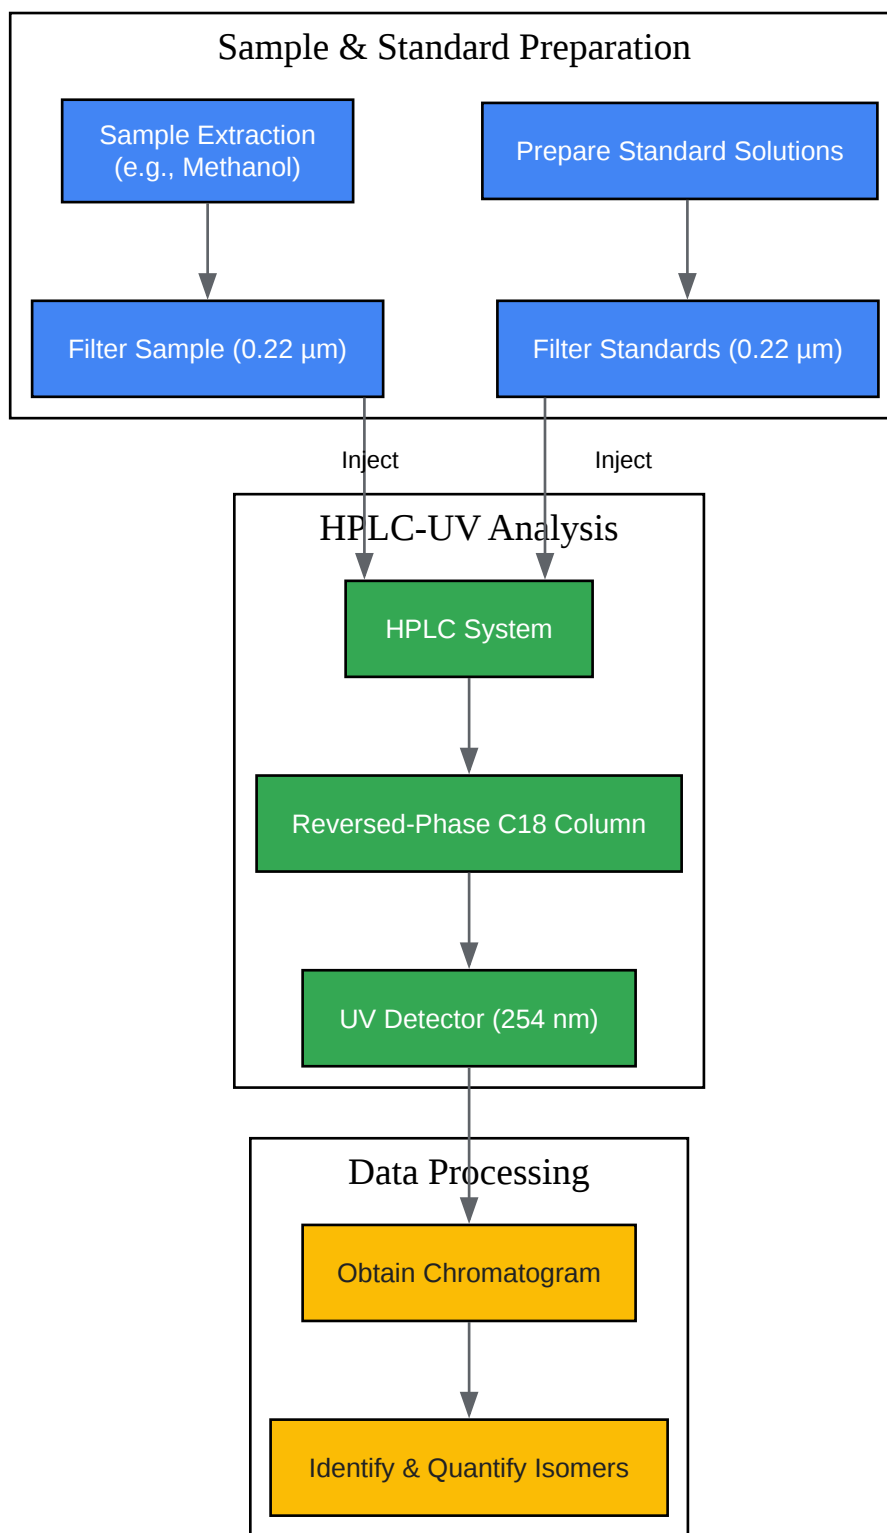 Sample & Standard Preparation
Sample Extraction
(e.g., Methanol)
Prepare Standard Solutions
Filter Sample (0.22 µm)
Filter Standards (0.22 µm)
Inject
Inject
HPLC-UV Analysis
HPLC System
Reversed-Phase C18 Column
UV Detector (254 nm)
Data Processing
Obtain Chromatogram
Identify & Quantify Isomers